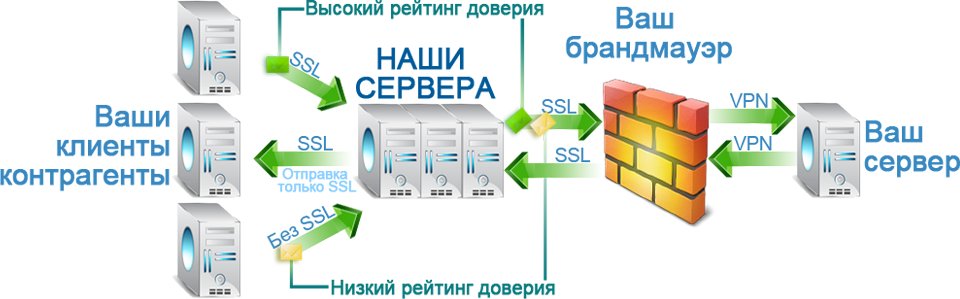 Высокий рейтинг доверия
SSL
НАШИ
СЕРВЕРА
Ваш
брандмауэр
Ваши
клиенты
контрагенты
SSL
Отправка
только SSL
SSL
SSL
VPN
VPN
Ваш
сервер
Без SSL
Низкий рейтинг доверия